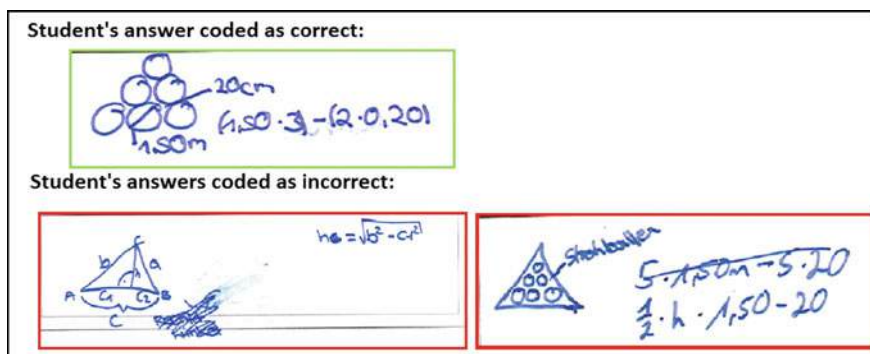 Student's answer coded as correct:
20cm
(1,50·3)-(2·0,20)
1,50m
Student's answers coded as incorrect:
C
b
a
h
A
C1
C2
B
C
hc=√b²-c1²
Strohballen
5·1,50m-5·20
1/2·h·1,50-20